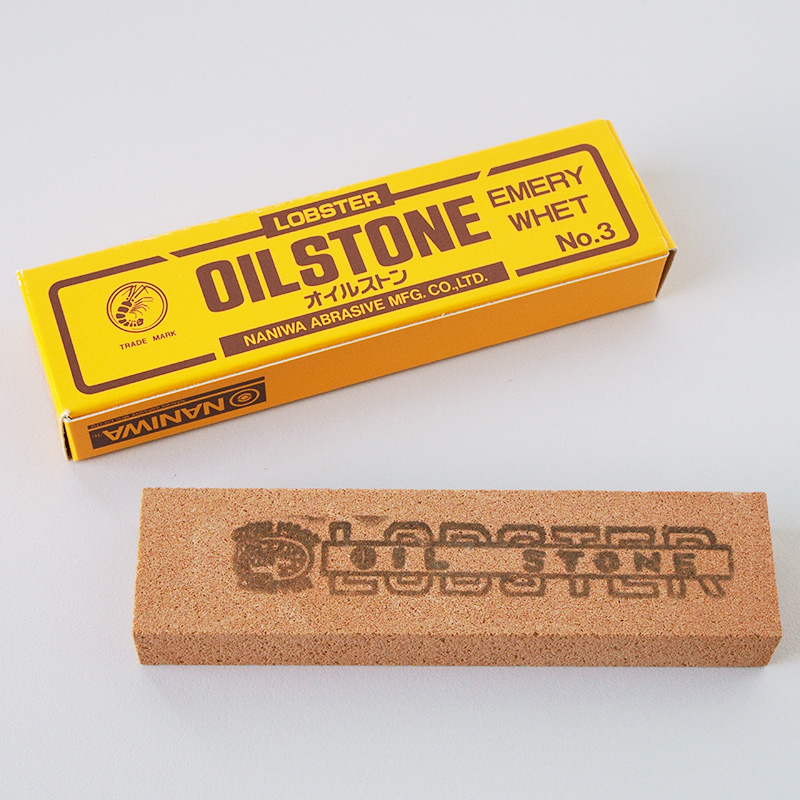 LOBSTER
OILSTONE
オイルストン
EMERY
WHET
No.3
TRADE MARK
NANIWA ABRASIVE MFG. CO.,LTD.
NANIWA
LOBSTER
OIL STONE